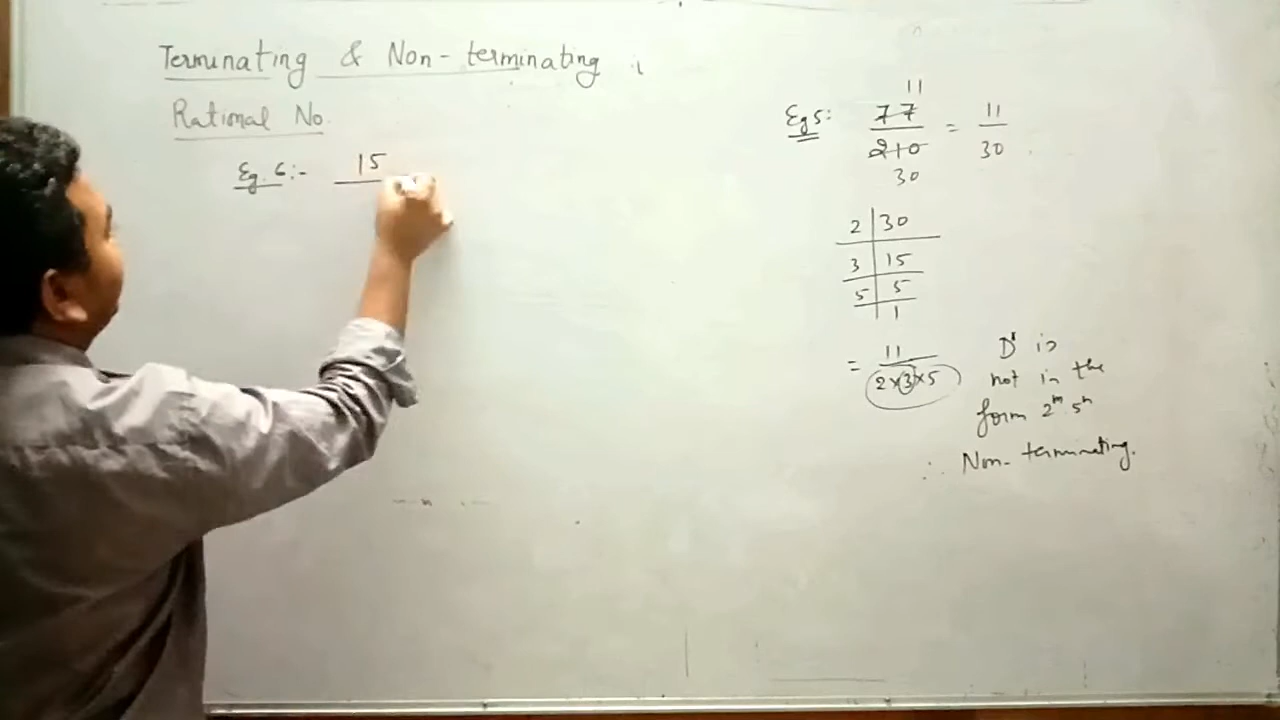 Terminating & Non-terminating :
Rational No.
Eg. 6:- 15
11
Eg 5: 77/210 = 11/30
30
2 | 30
3 | 15
5 | 5
1
= 11/2×3×5
Dr is
not in the
form 2^m 5^n
∴ Non-terminating.